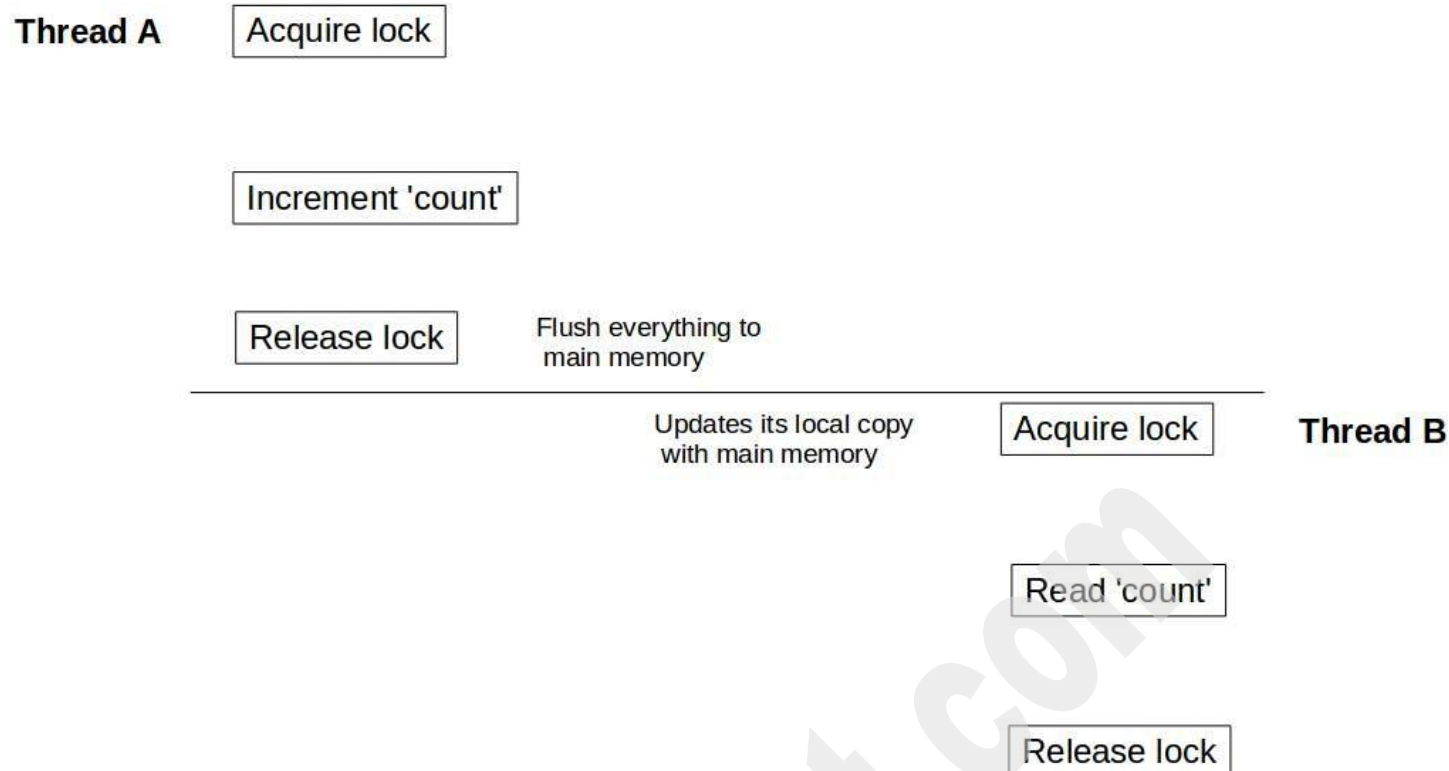 Thread A
Acquire lock
Increment 'count'
Release lock
Flush everything to
main memory
Updates its local copy
with main memory
Acquire lock
Thread B
Read 'count'
Release lock
com